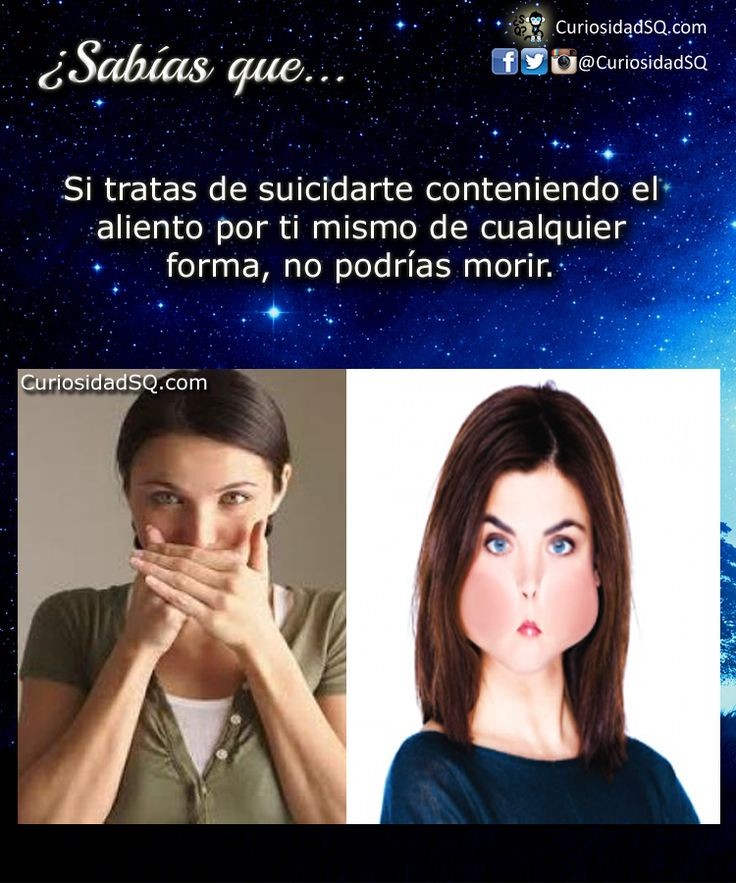 CuriosidadSQ.com
¿Sabías que...
@CuriosidadSQ
Si tratas de suicidarte conteniendo el
aliento por ti mismo de cualquier
forma, no podrías morir.
CuriosidadSQ.com